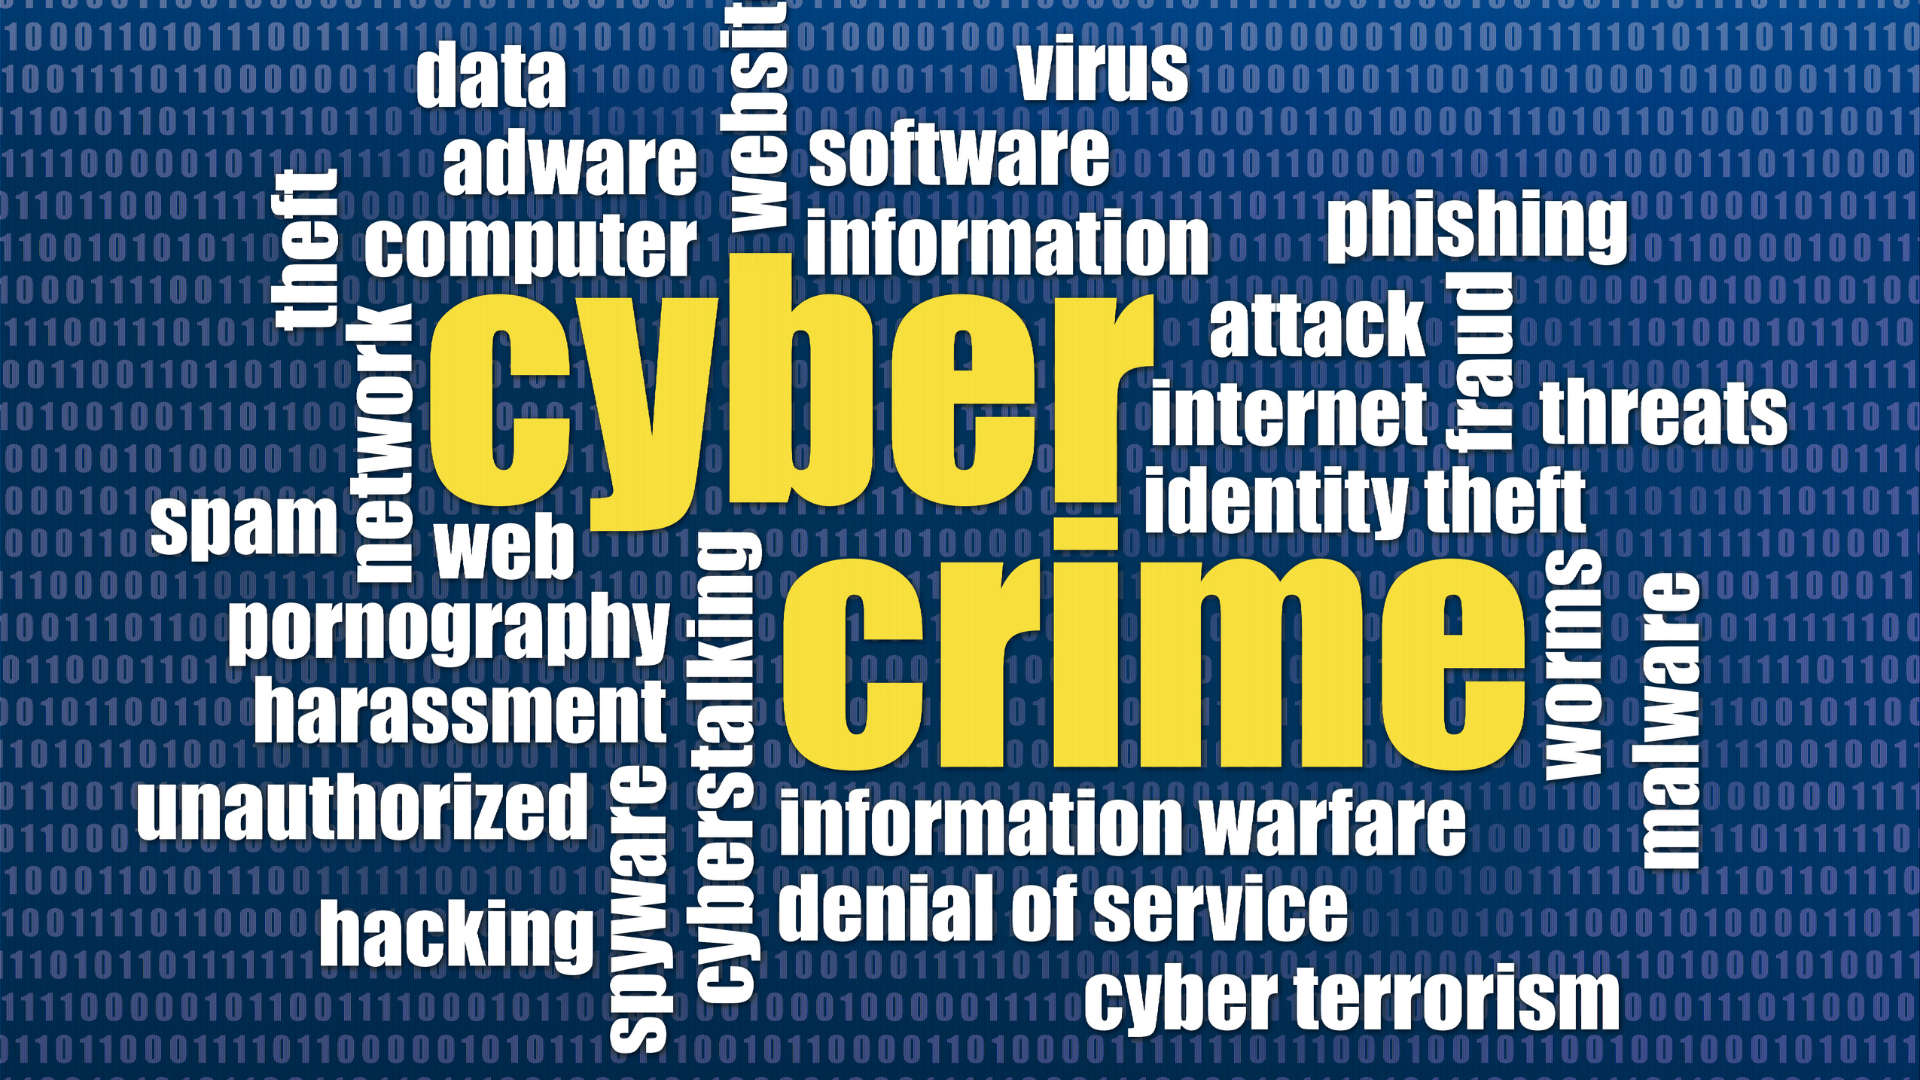 data
websit
virus
adware
software
theft
computer
information
phishing
cyber
attack
fraud
network
internet
threats
identity theft
spam
web
crime
cyberstalking
worms
malware
pornography
harassment
unauthorized
spyware
information warfare
hacking
denial of service
cyber terrorism